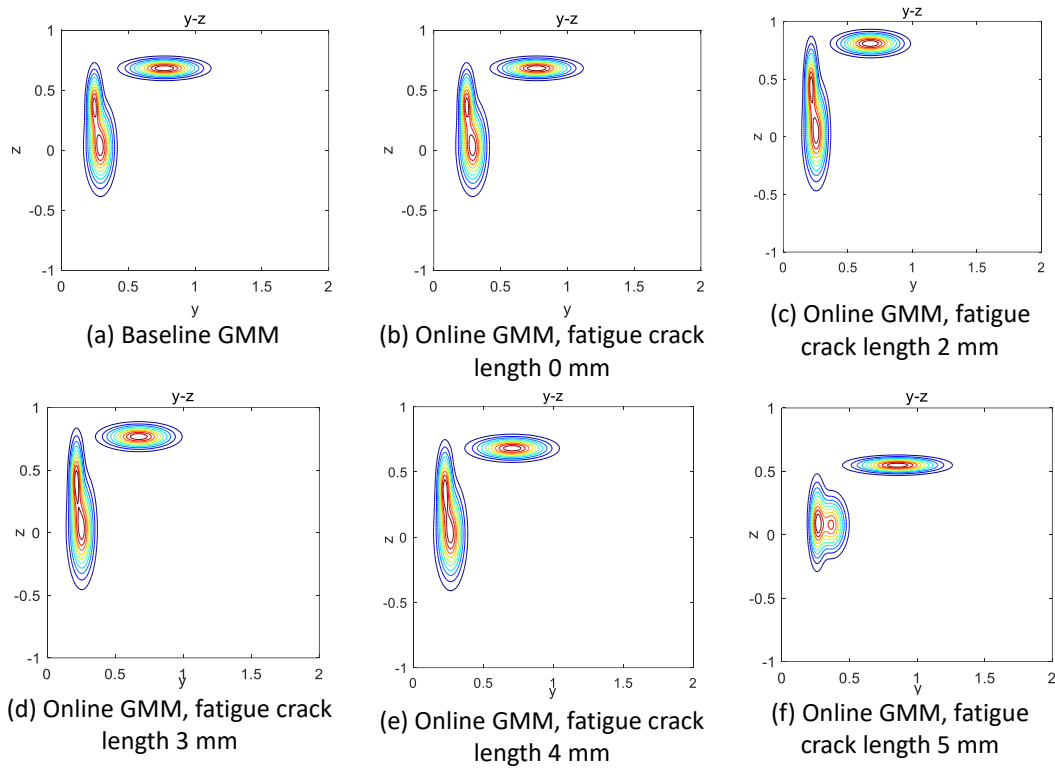 y-z
1
0.5
0
-0.5
-1
z
0 0.5 1 1.5 2
y
(a) Baseline GMM
y-z
1
0.5
0
-0.5
-1
z
0 0.5 1 1.5 2
y
(b) Online GMM, fatigue crack
length 0 mm
y-z
1
0.5
0
-0.5
-1
z
0 0.5 1 1.5 2
y
(c) Online GMM, fatigue
crack length 2 mm
y-z
1
0.5
0
-0.5
-1
z
0 0.5 1 1.5 2
y
(d) Online GMM, fatigue crack
length 3 mm
y-z
1
0.5
0
-0.5
-1
z
0 0.5 1 1.5 2
y
(e) Online GMM, fatigue crack
length 4 mm
y-z
1
0.5
0
-0.5
-1
z
0 0.5 1 1.5 2
y
(f) Online GMM, fatigue
crack length 5 mm